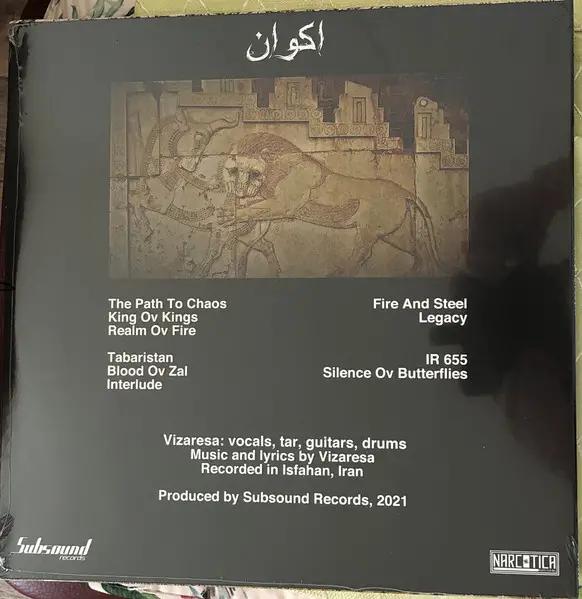 اکوان
The Path To Chaos
King Ov Kings
Realm Ov Fire
Tabaristan
Blood Ov Zal
Interlude
Fire And Steel
Legacy
IR 655
Silence Ov Butterflies
Vizaresa: vocals, tar, guitars, drums
Music and lyrics by Vizaresa
Recorded in Isfahan, Iran
Produced by Subsound Records, 2021
Subsound
records
NARCOTICA